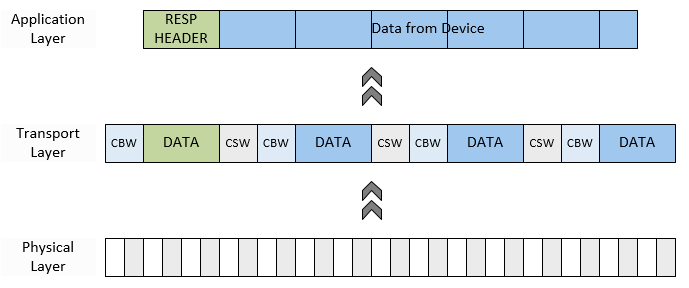 Application
Layer
RESP
HEADER
Data from Device
Transport
Layer
CBW
DATA
CSW
CBW
DATA
CSW
CBW
DATA
CSW
CBW
DATA
Physical
Layer